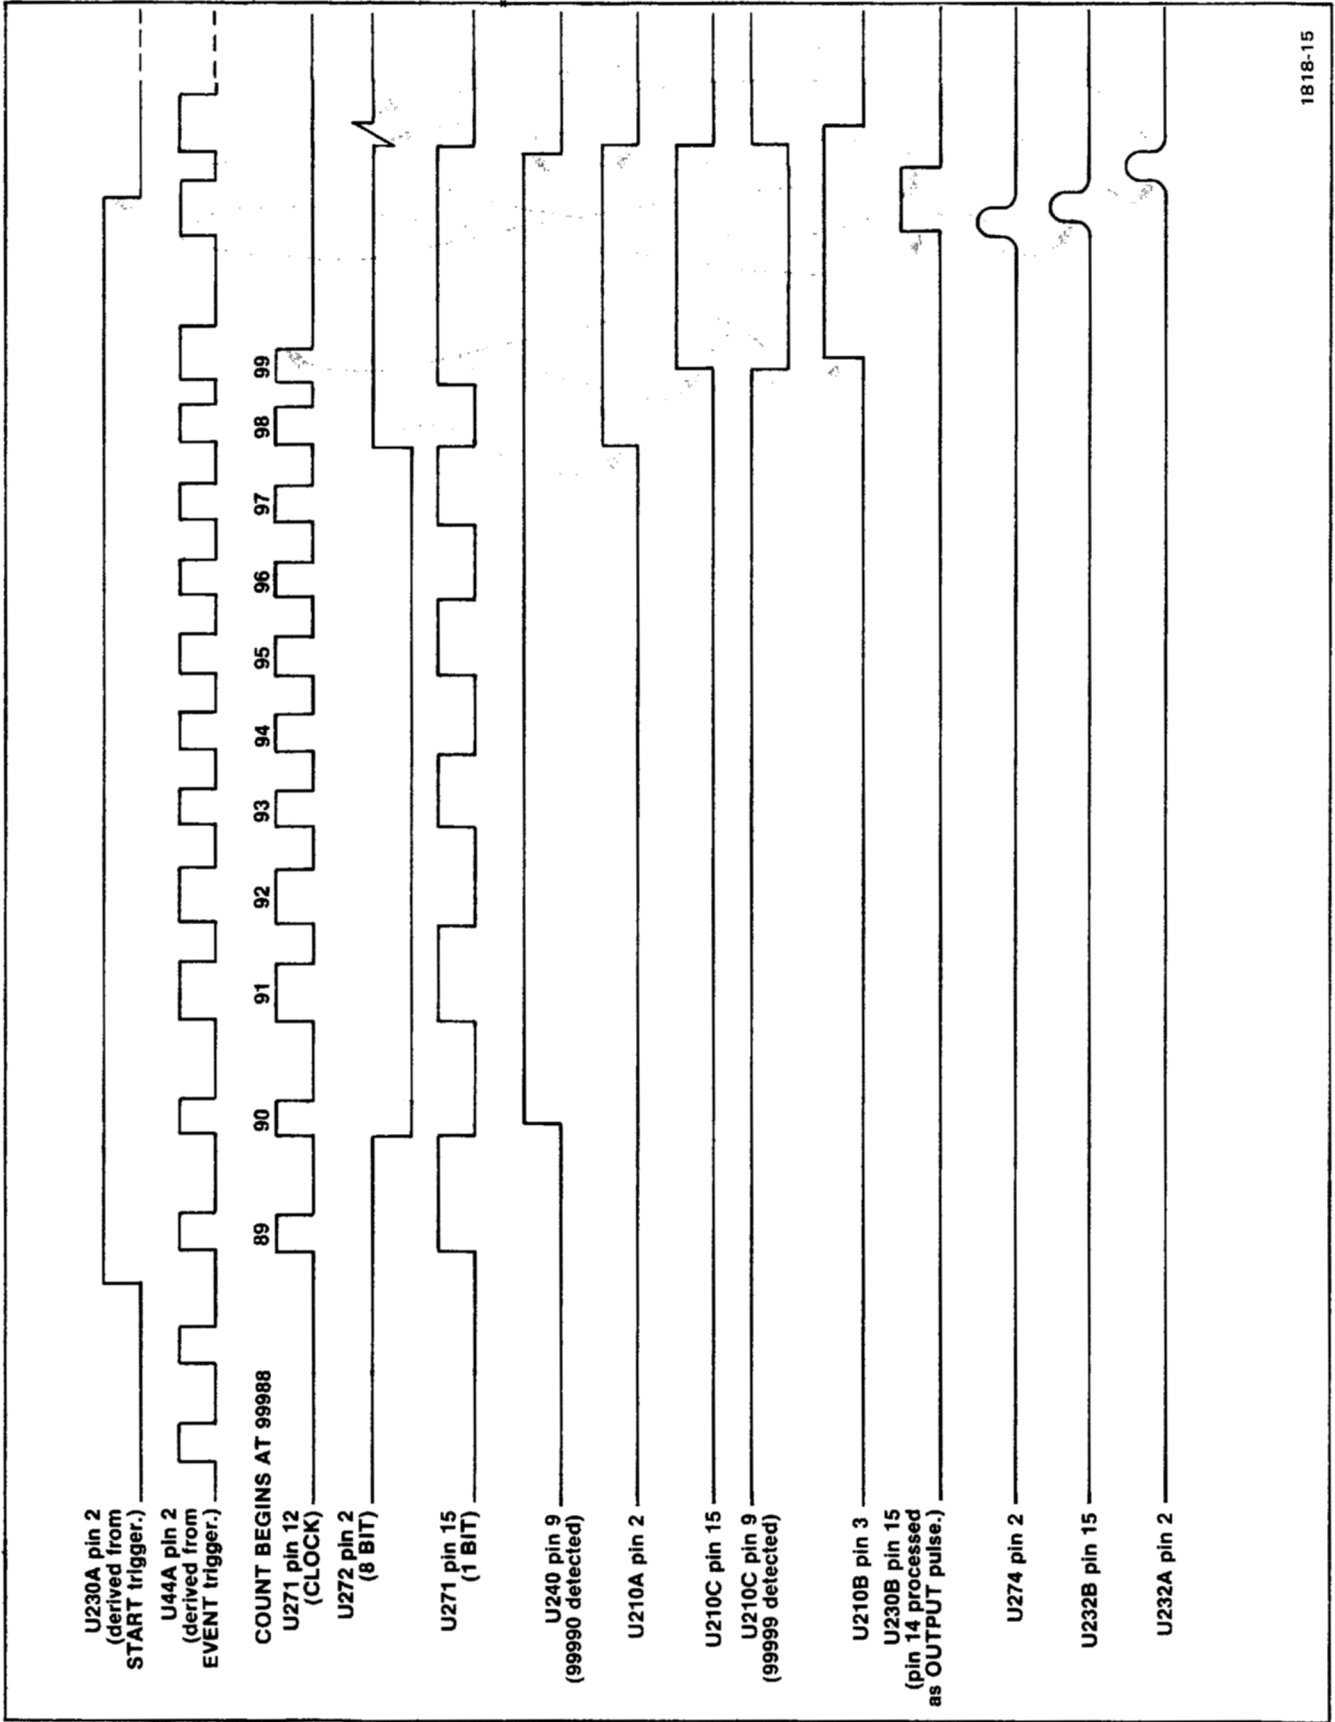 U230A pin 2
(derived from
START trigger.)
U44A pin 2
(derived from
EVENT trigger.)
COUNT BEGINS AT 99988
89
90
91
92
93
94
95
96
97
98
99
U271 pin 12
(CLOCK)
U272 pin 2
(8 BIT)
U271 pin 15
(1 BIT)
U240 pin 9
(99990 detected)
U210A pin 2
U210C pin 15
U210C pin 9
(99999 detected)
U210B pin 3
U230B pin 15
(pin 14 processed
as OUTPUT pulse.)
U274 pin 2
U232B pin 15
U232A pin 2
1818-15